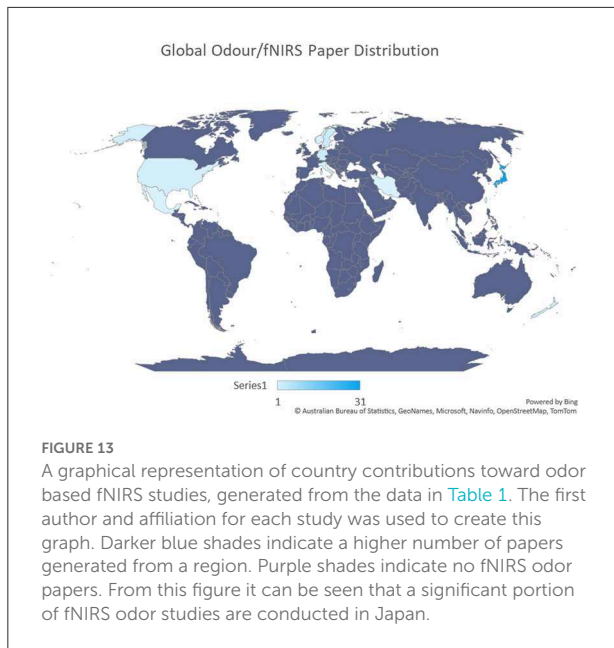 Global Odour/fNIRS Paper Distribution
Series1
1 31
Powered by Bing
© Australian Bureau of Statistics, GeoNames, Microsoft, Navinfo, OpenStreetMap, TomTom
FIGURE 13
A graphical representation of country contributions toward odor
based fNIRS studies, generated from the data in Table 1. The first
author and affiliation for each study was used to create this
graph. Darker blue shades indicate a higher number of papers
generated from a region. Purple shades indicate no fNIRS odor
papers. From this figure it can be seen that a significant portion
of fNIRS odor studies are conducted in Japan.